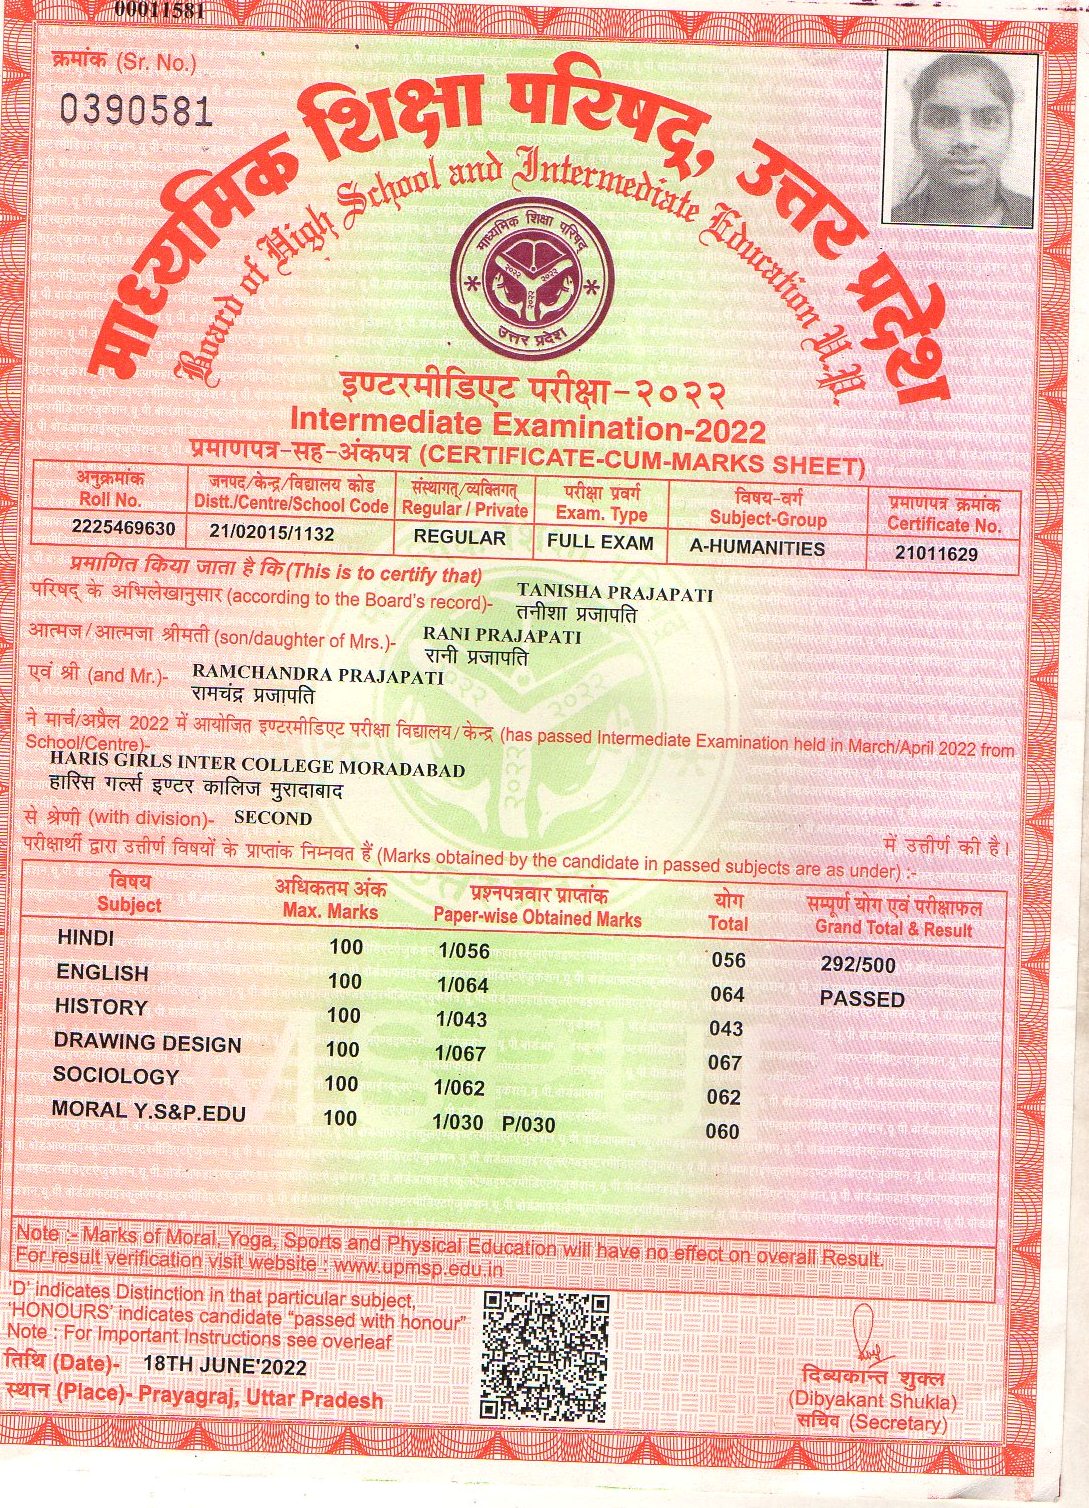 00011581
क्रमांक (Sr. No.)
0390581
माध्यमिक शिक्षा परिषद्, उत्तर प्रदेश
Board of High School and Intermediate Education U.P.
माध्यमिक शिक्षा परिषद्
२०२२ २०२२
२०२२
उत्तर प्रदेश
इण्टरमीडिएट परीक्षा-२०२२
Intermediate Examination-2022
प्रमाणपत्र-सह-अंकपत्र (CERTIFICATE-CUM-MARKS SHEET)
अनुक्रमांक जनपद/केन्द्र/विद्यालय कोड संस्थागत्/व्यक्तिगत् परीक्षा प्रवर्ग विषय-वर्ग प्रमाणपत्र क्रमांक
Roll No. Distt./Centre/School Code Regular / Private Exam. Type Subject-Group Certificate No.
2225469630 21/02015/1132 REGULAR FULL EXAM A-HUMANITIES 21011629
प्रमाणित किया जाता है कि (This is to certify that)
परिषद् के अभिलेखानुसार (according to the Board's record)- TANISHA PRAJAPATI
तनीशा प्रजापति
आत्मज/आत्मजा श्रीमती (son/daughter of Mrs.)- RANI PRAJAPATI
रानी प्रजापति
एवं श्री (and Mr.)- RAMCHANDRA PRAJAPATI
रामचंद्र प्रजापति
ने मार्च/अप्रैल 2022 में आयोजित इण्टरमीडिएट परीक्षा विद्यालय/केन्द्र (has passed Intermediate Examination held in March/April 2022 from
School/Centre)-
HARIS GIRLS INTER COLLEGE MORADABAD
हारिस गर्ल्स इण्टर कालिज मुरादाबाद
से श्रेणी (with division)- SECOND में उत्तीर्ण की है।
परीक्षार्थी द्वारा उत्तीर्ण विषयों के प्राप्तांक निम्नवत हैं (Marks obtained by the candidate in passed subjects are as under) :-
विषय अधिकतम अंक प्रश्नपत्रवार प्राप्तांक योग सम्पूर्ण योग एवं परीक्षाफल
Subject Max. Marks Paper-wise Obtained Marks Total Grand Total & Result
HINDI 100 1/056 056 292/500
ENGLISH 100 1/064 064 PASSED
HISTORY 100 1/043 043
DRAWING DESIGN 100 1/067 067
SOCIOLOGY 100 1/062 062
MORAL Y.S&P.EDU 100 1/030 P/030 060
Note :- Marks of Moral, Yoga, Sports and Physical Education will have no effect on overall Result.
For result verification visit website : www.upmsp.edu.in
'D' indicates Distinction in that particular subject,
'HONOURS' indicates candidate "passed with honour"
Note : For Important Instructions see overleaf
तिथि (Date)- 18TH JUNE'2022
स्थान (Place)- Prayagraj, Uttar Pradesh
दिव्यकान्त शुक्ल
(Dibyakant Shukla)
सचिव (Secretary)